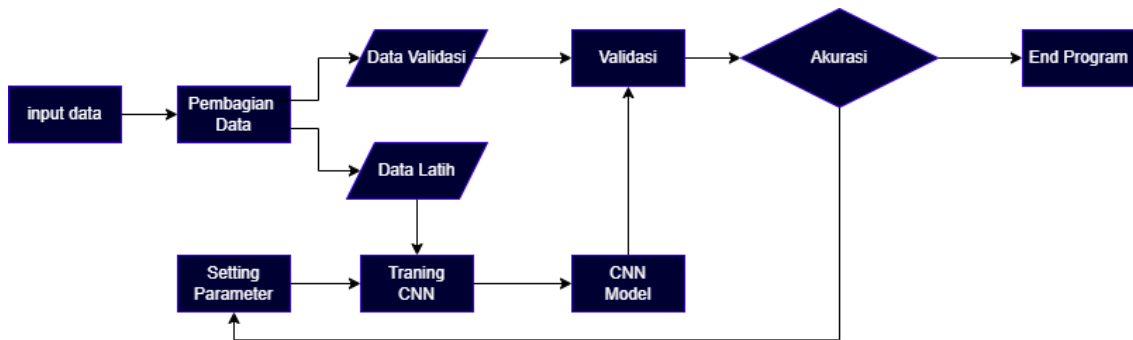 Data Validasi
Validasi
Akurasi
End Program
input data
Pembagian
Data
Data Latih
Setting
Parameter
Traning
CNN
CNN
Model